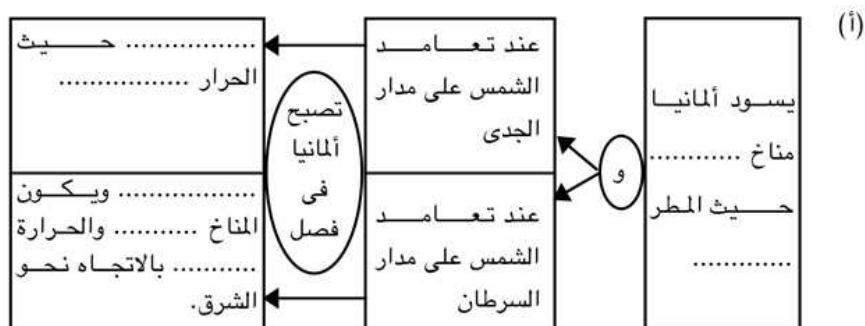 (أ)
يسود ألمانيا
مناخ ............
حيث المطر
.............
و
عند تعامد
الشمس على مدار
الجدى
عند تعامد
الشمس على مدار
السرطان
تصبح
ألمانيا
فى
فصل
................. حيث
الحرار .................
.................. ويكون
المناخ ........... والحرارة
........... بالاتجاه نحو
الشرق.